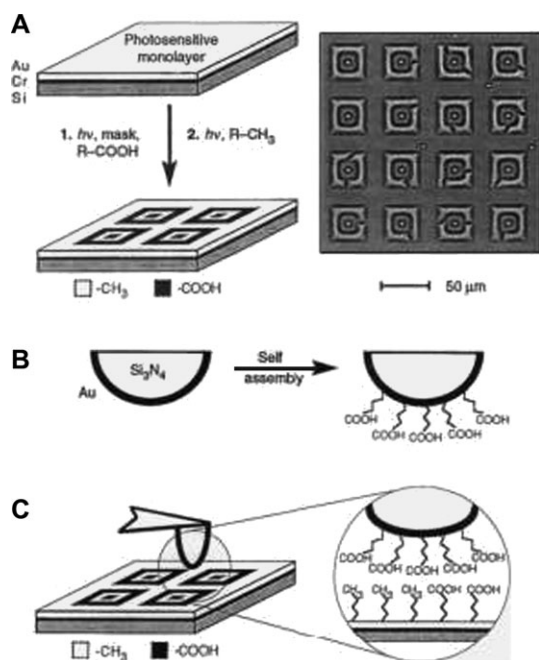 A
Photosensitive
monolayer
Au
Cr
Si
1. hν, mask,
R–COOH
2. hν, R–CH₃
-CH₃
-COOH
50 μm
B
Si₃N₄
Au
Self
assembly
COOH
COOH
COOH
COOH
COOH
C
COOH
COOH
COOH
COOH
COOH
CH₃
CH₃
CH₃
COOH
COOH
-CH₃
-COOH